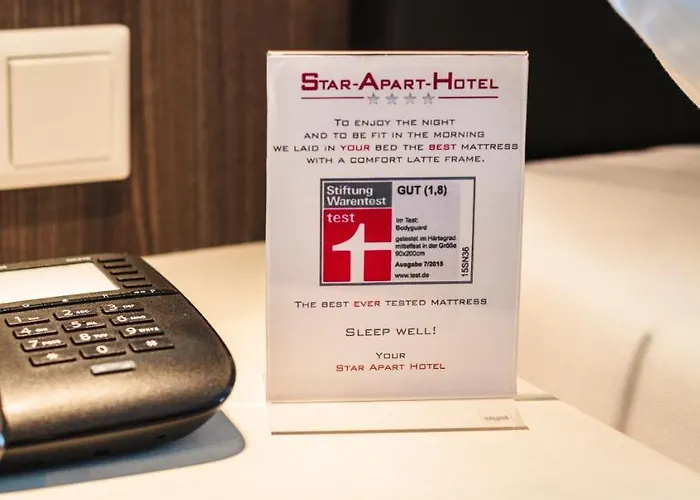 STAR-APART-HOTEL
TO ENJOY THE NIGHT
AND TO BE FIT IN THE MORNING
WE LAID IN YOUR BED THE BEST MATTRESS
WITH A COMFORT LATTE FRAME.
Stiftung
Warentest
test
GUT (1,8)
Im Test:
Bodyguard
getestet im Härtegrad
mittelfest in der Größe
90x200cm
Ausgabe 7/2015
www.test.de
15SN36
THE BEST EVER TESTED MATTRESS
SLEEP WELL!
YOUR
STAR APART HOTEL